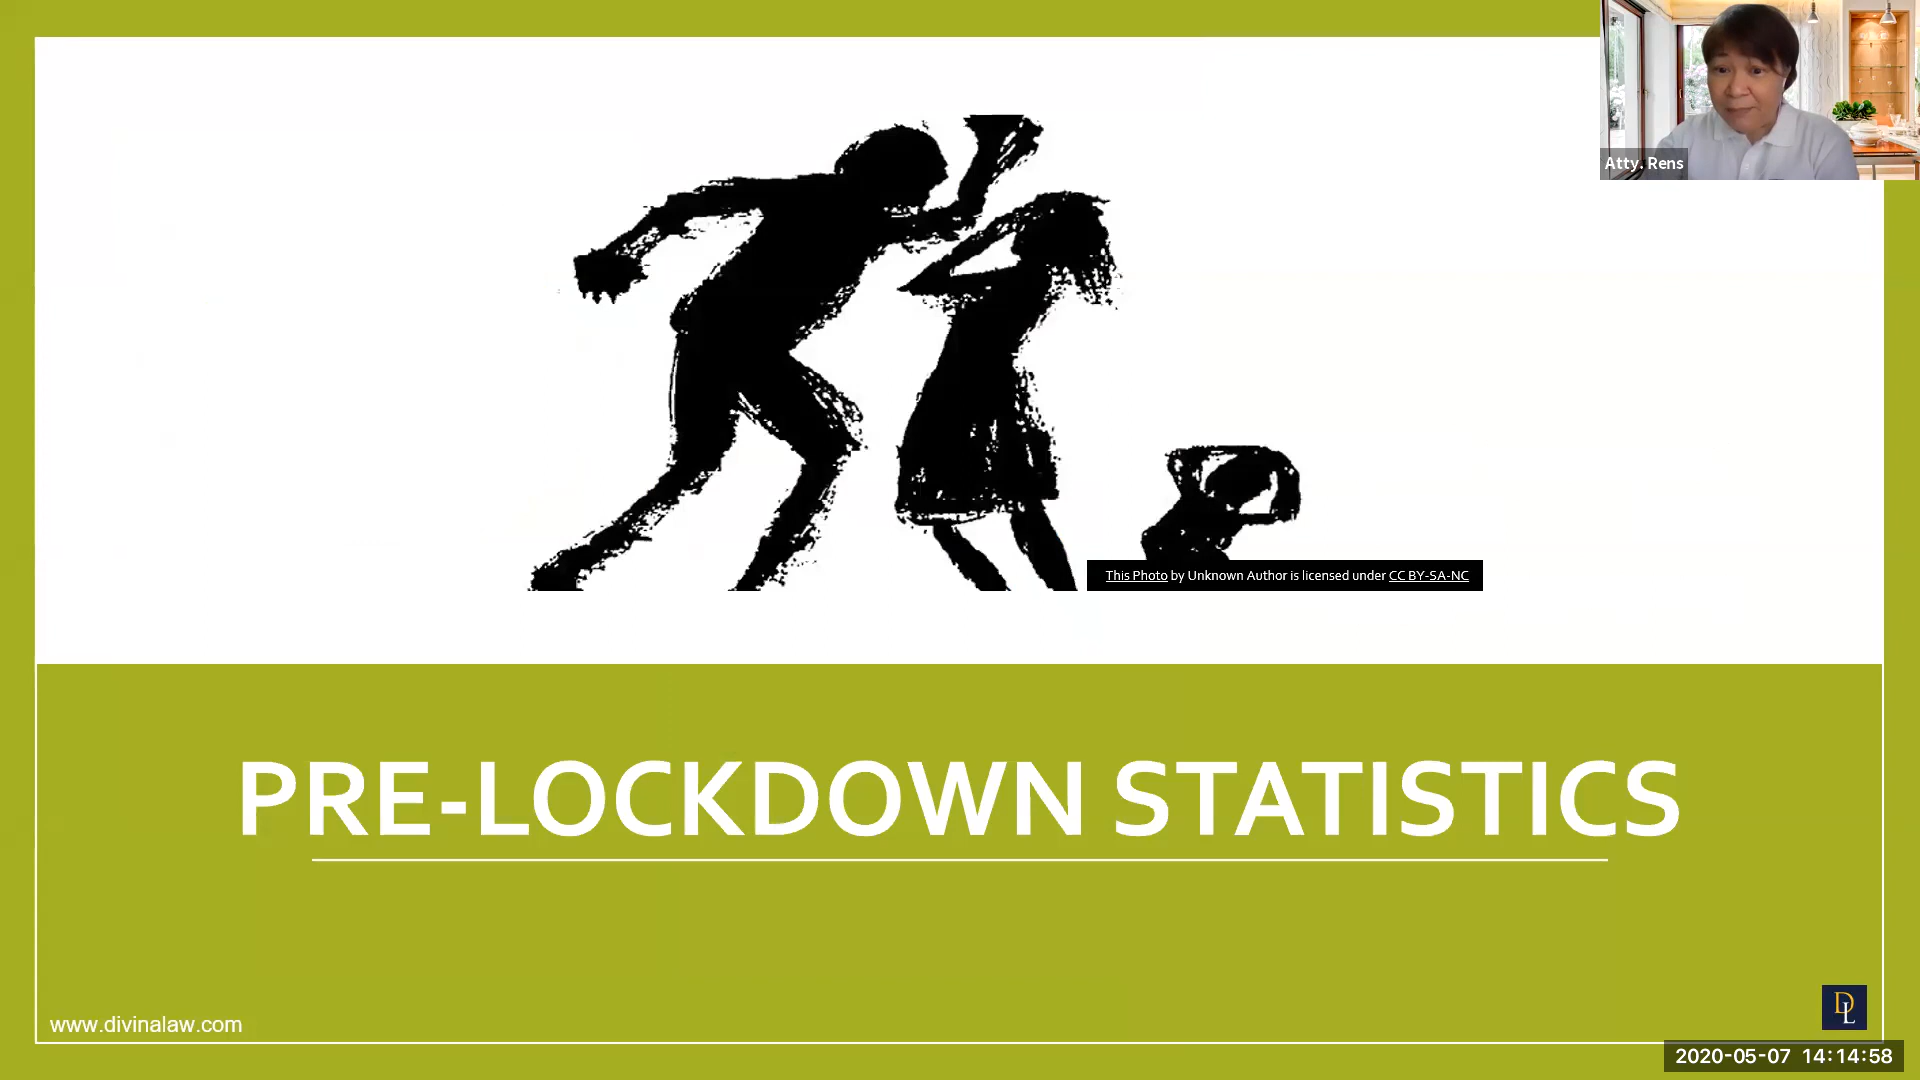 Atty. Rens
This Photo by Unknown Author is licensed under CC BY-SA-NC
PRE-LOCKDOWN STATISTICS
www.divinalaw.com
DL
2020-05-07 14:14:58